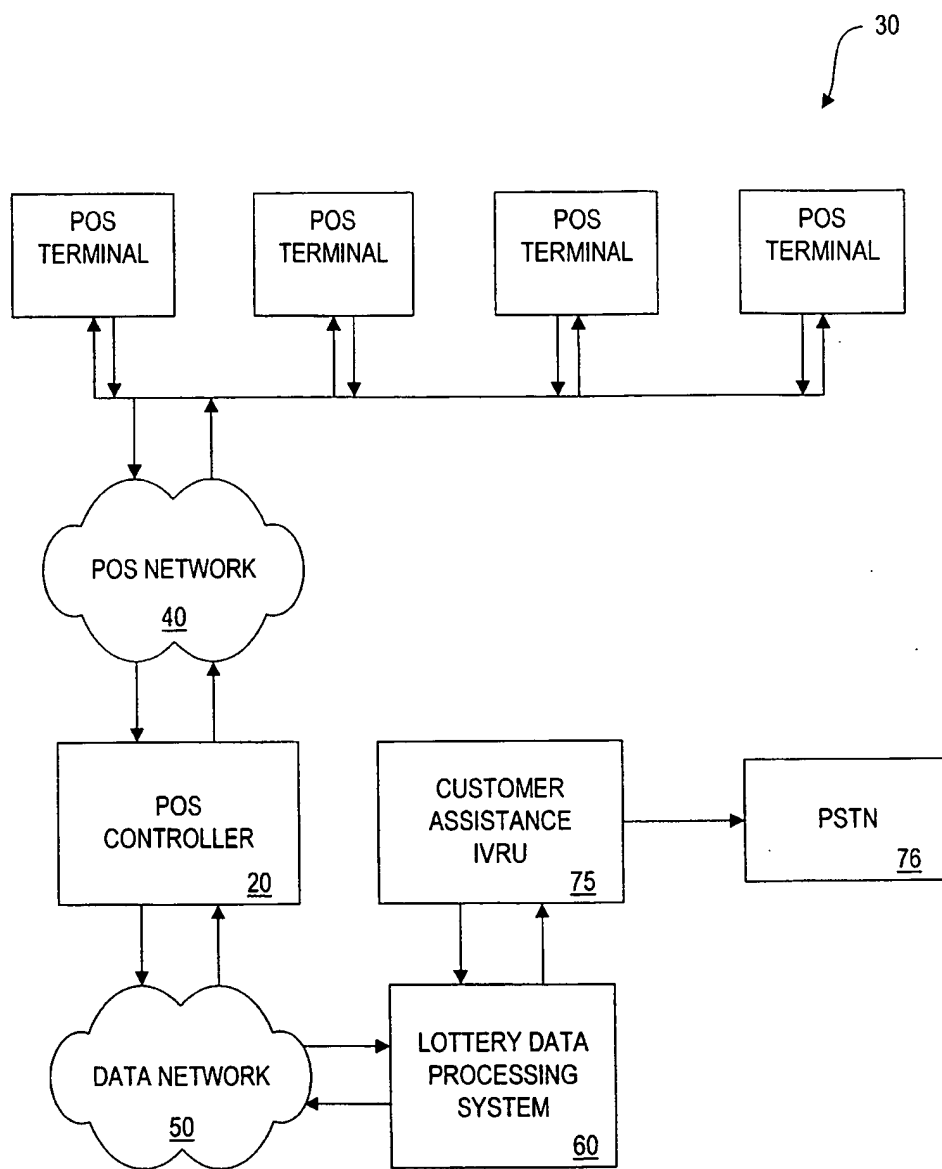 30
POS
TERMINAL
POS
TERMINAL
POS
TERMINAL
POS
TERMINAL
POS NETWORK
40
POS
CONTROLLER
20
CUSTOMER
ASSISTANCE
IVRU
75
PSTN
76
DATA NETWORK
50
LOTTERY DATA
PROCESSING
SYSTEM
60